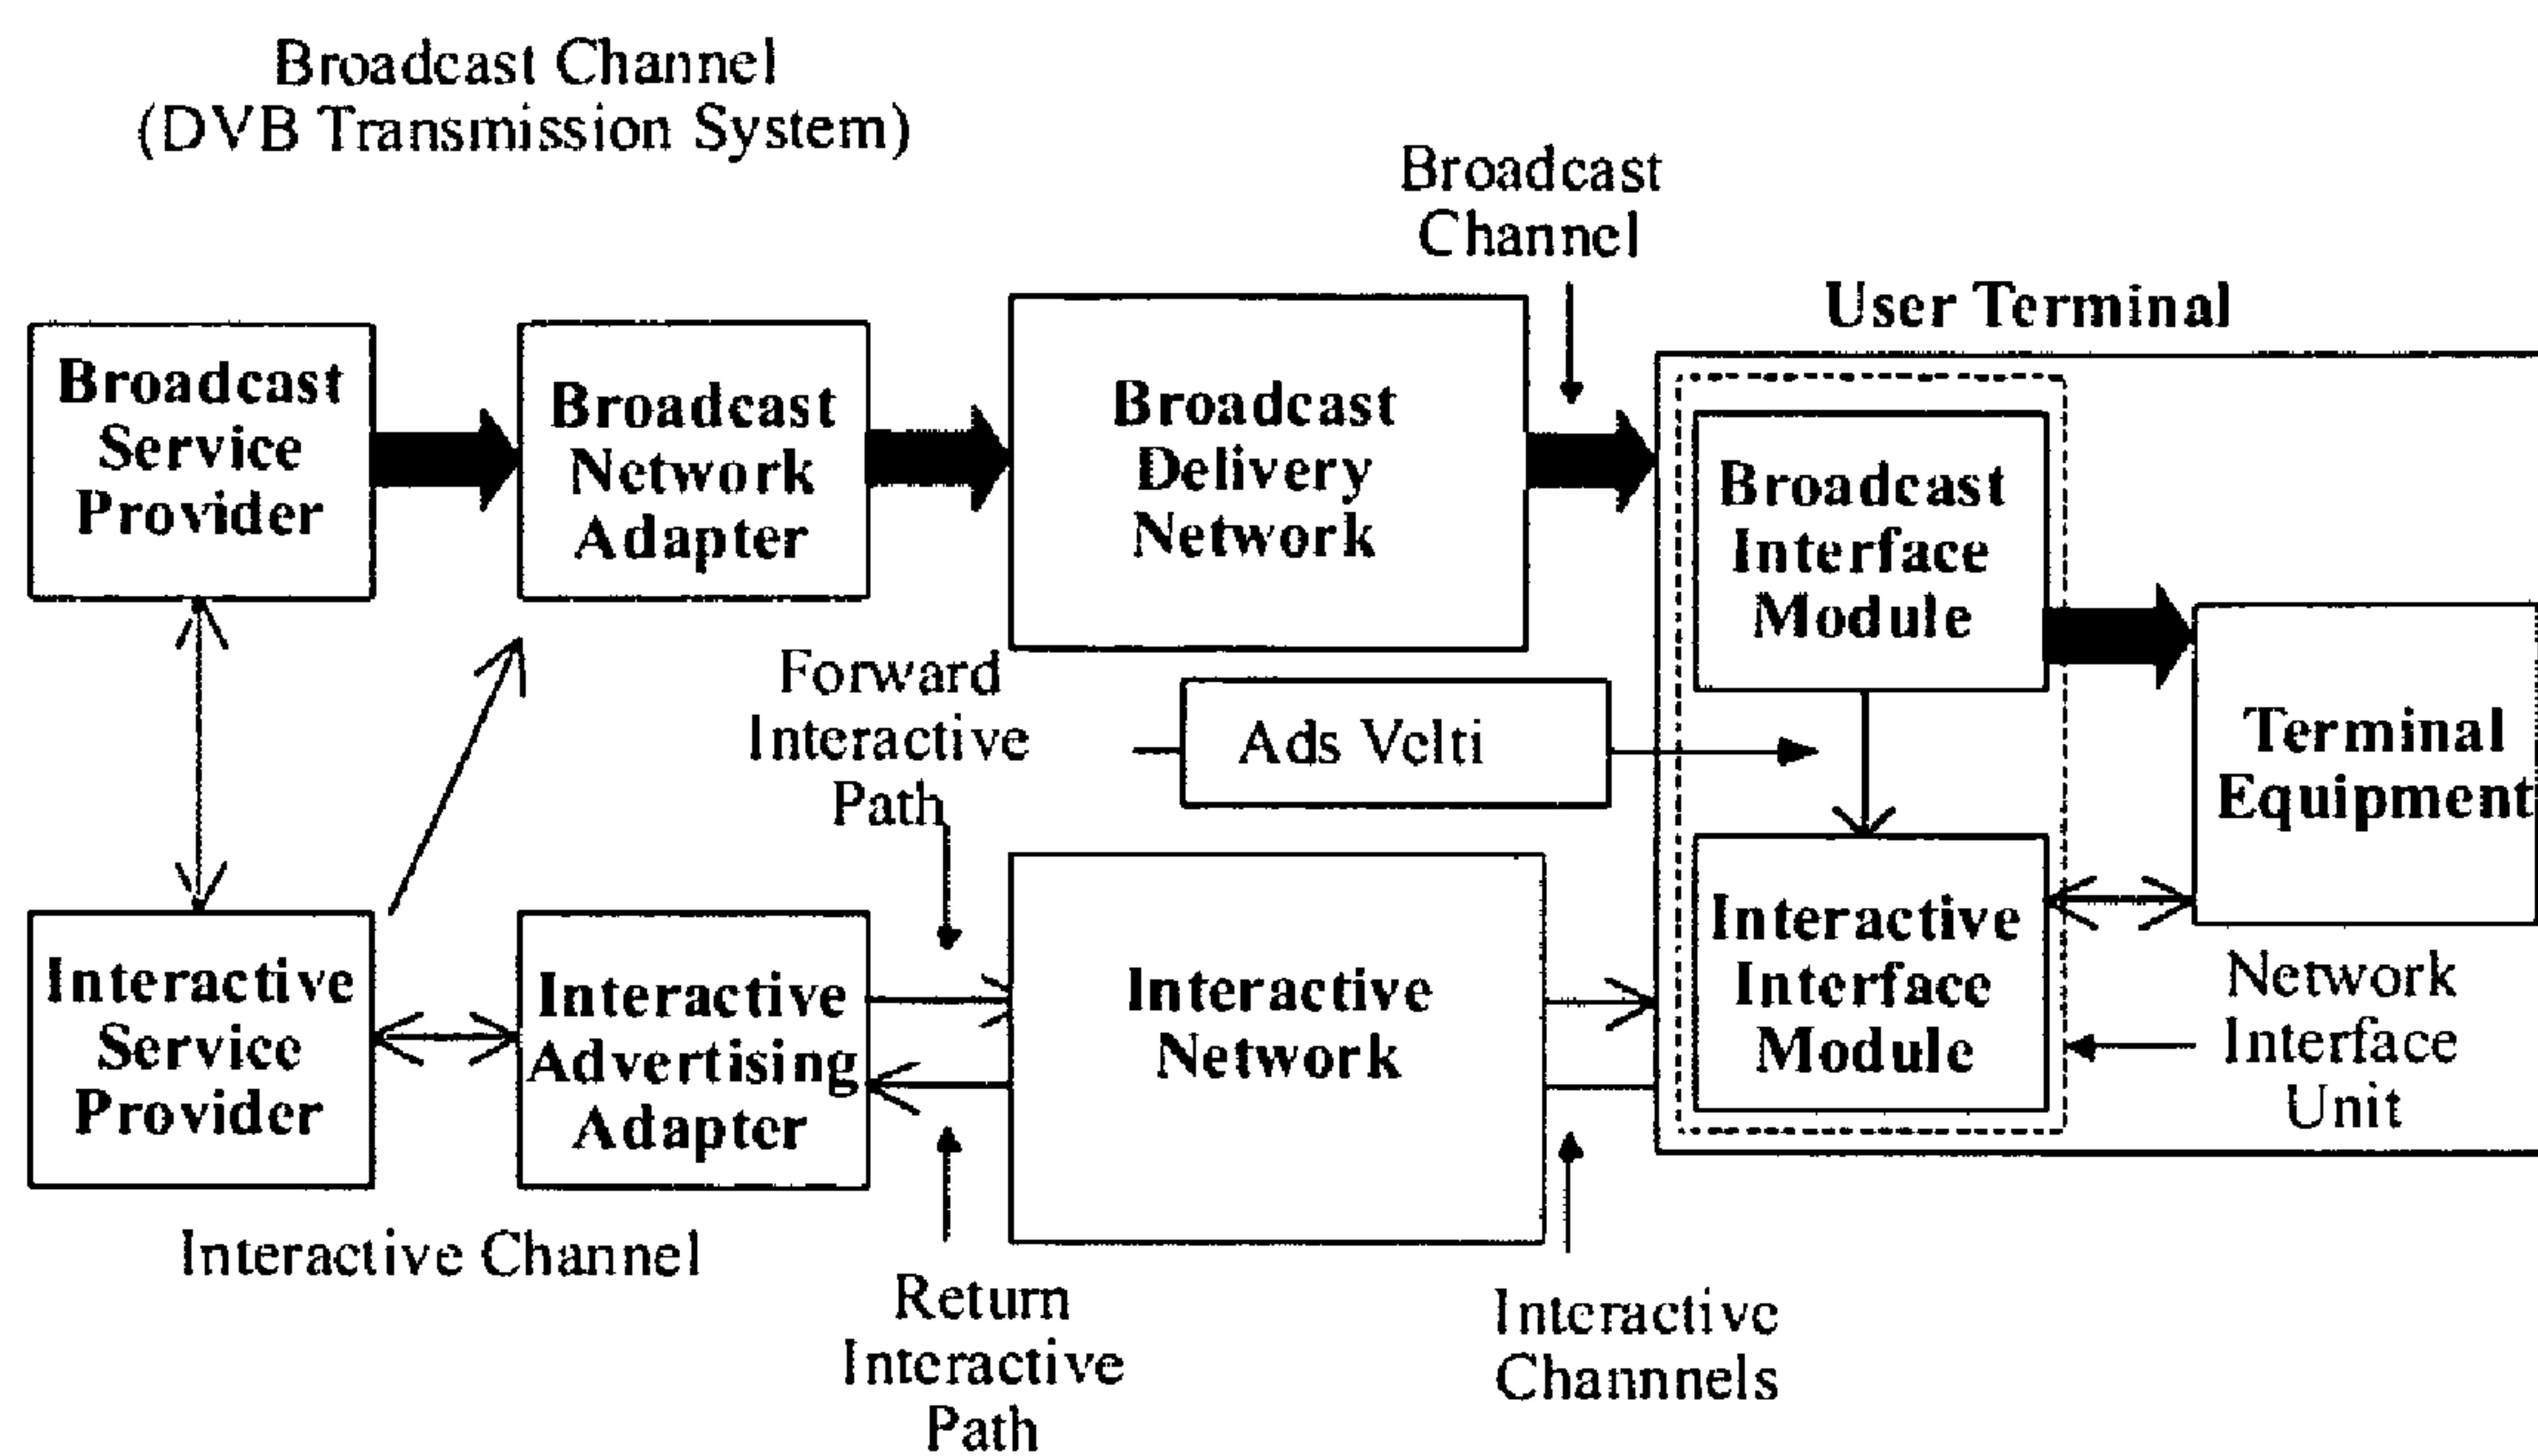 Broadcast Channel
(DVB Transmission System)
Broadcast
Channel
User Terminal
Broadcast
Service
Provider
Broadcast
Network
Adapter
Broadcast
Delivery
Network
Broadcast
Interface
Module
Forward
Interactive
Path
Ads Velti
Terminal
Equipment
Interactive
Service
Provider
Interactive
Advertising
Adapter
Interactive
Network
Interactive
Interface
Module
Network
Interface
Unit
Interactive Channel
Return
Interactive
Path
Interactive
Channnels